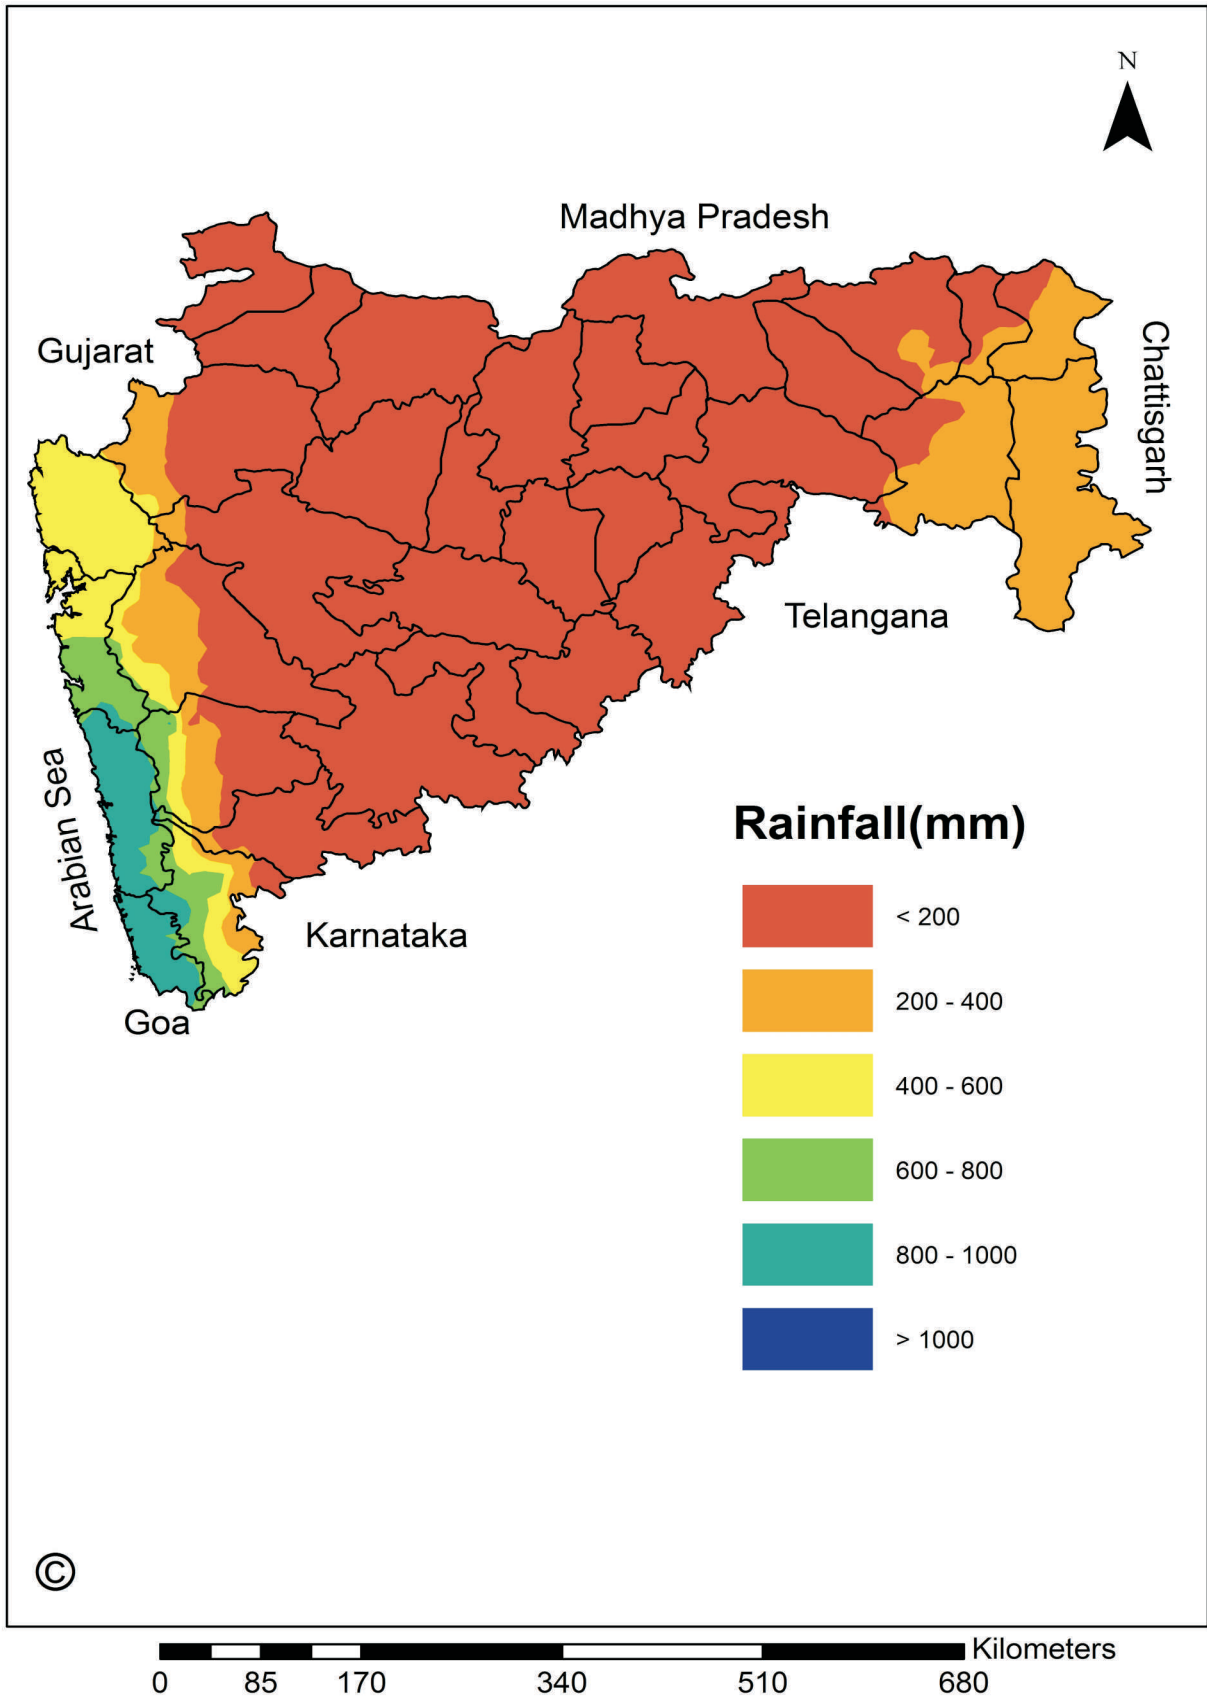 N
Madhya Pradesh
Gujarat
Chattisgarh
Telangana
Arabian Sea
Karnataka
Goa
Rainfall(mm)
< 200
200 - 400
400 - 600
600 - 800
800 - 1000
> 1000
©
Kilometers
0 85 170 340 510 680